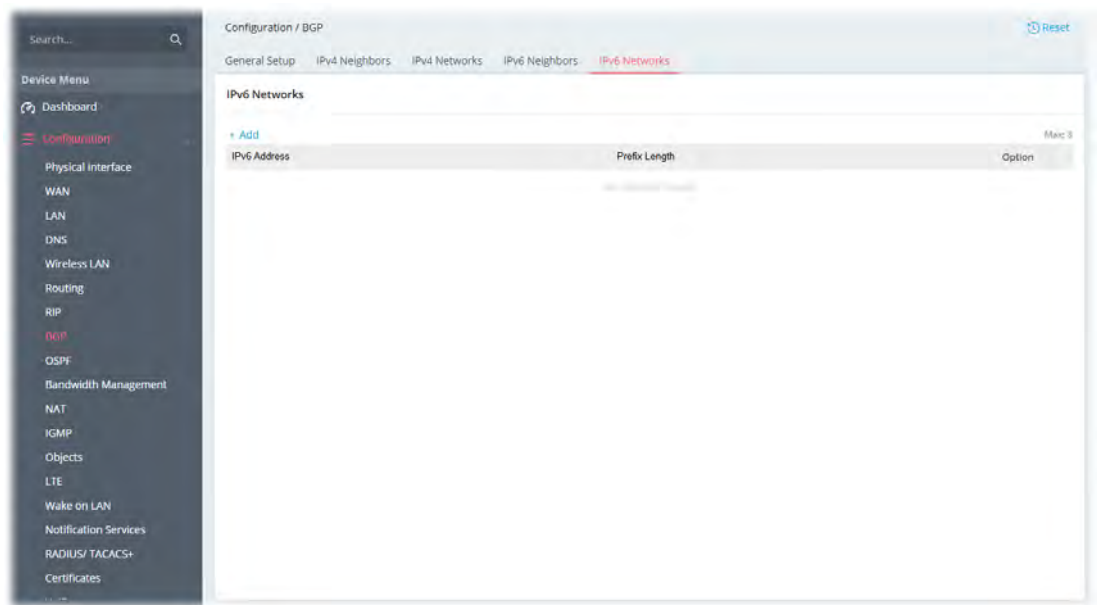 Search...
Configuration / BGP
Reset
General Setup IPv4 Neighbors IPv4 Networks IPv6 Neighbors IPv6 Networks
Device Menu
IPv6 Networks
Dashboard
+ Add
Max: 8
Configuration
IPv6 Address Prefix Length Option
Physical Interface
WAN
LAN
DNS
Wireless LAN
Routing
RIP
BGP
OSPF
Bandwidth Management
NAT
IGMP
Objects
LTE
Wake on LAN
Notification Services
RADIUS/ TACACS+
Certificates